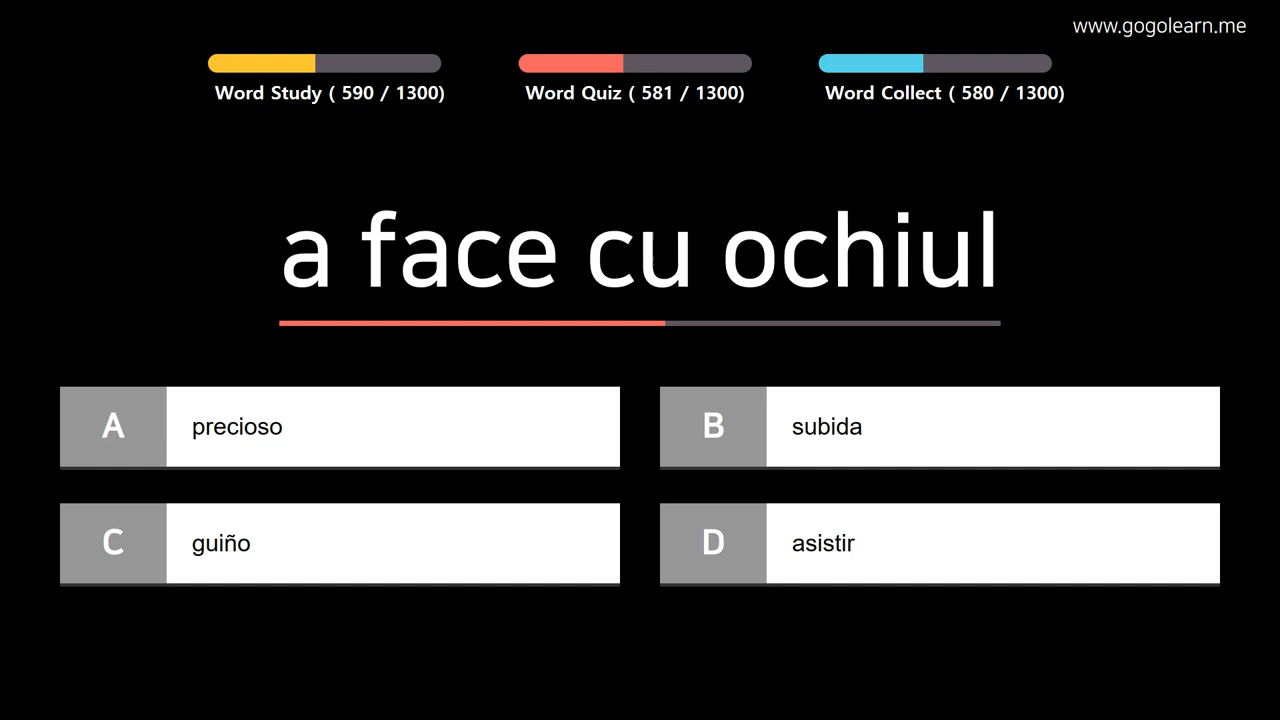 www.gogolearn.me
Word Study ( 590 / 1300)
Word Quiz ( 581 / 1300)
Word Collect ( 580 / 1300)
a face cu ochiul
A precioso
B subida
C guiño
D asistir